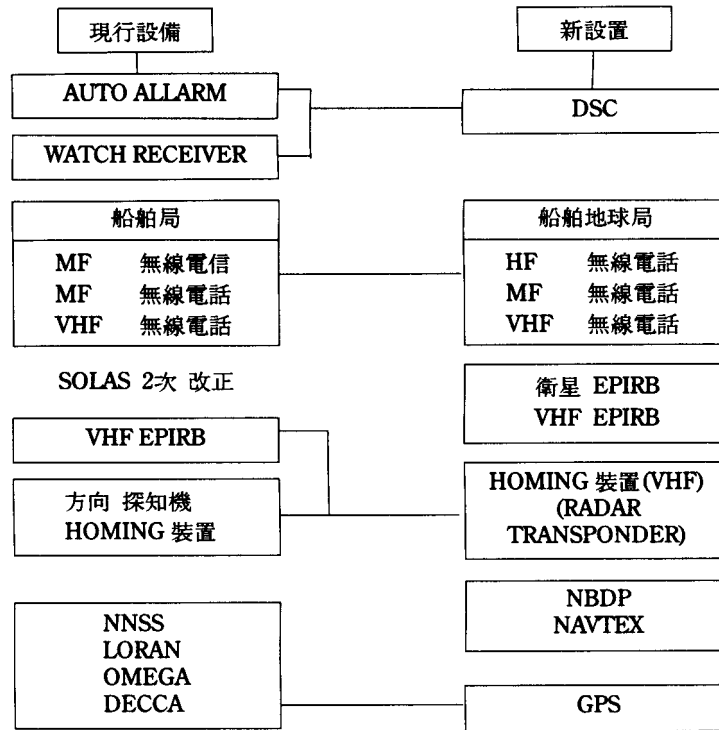 現行設備
新設置
AUTO ALLARM
DSC
WATCH RECEIVER
船舶局
MF 無線電信
MF 無線電話
VHF 無線電話
船舶地球局
HF 無線電話
MF 無線電話
VHF 無線電話
SOLAS 2次 改正
衛星 EPIRB
VHF EPIRB
VHF EPIRB
方向 探知機
HOMING 裝置
HOMING 裝置(VHF)
(RADAR
TRANSPONDER)
NBDP
NAVTEX
NNSS
LORAN
OMEGA
DECCA
GPS